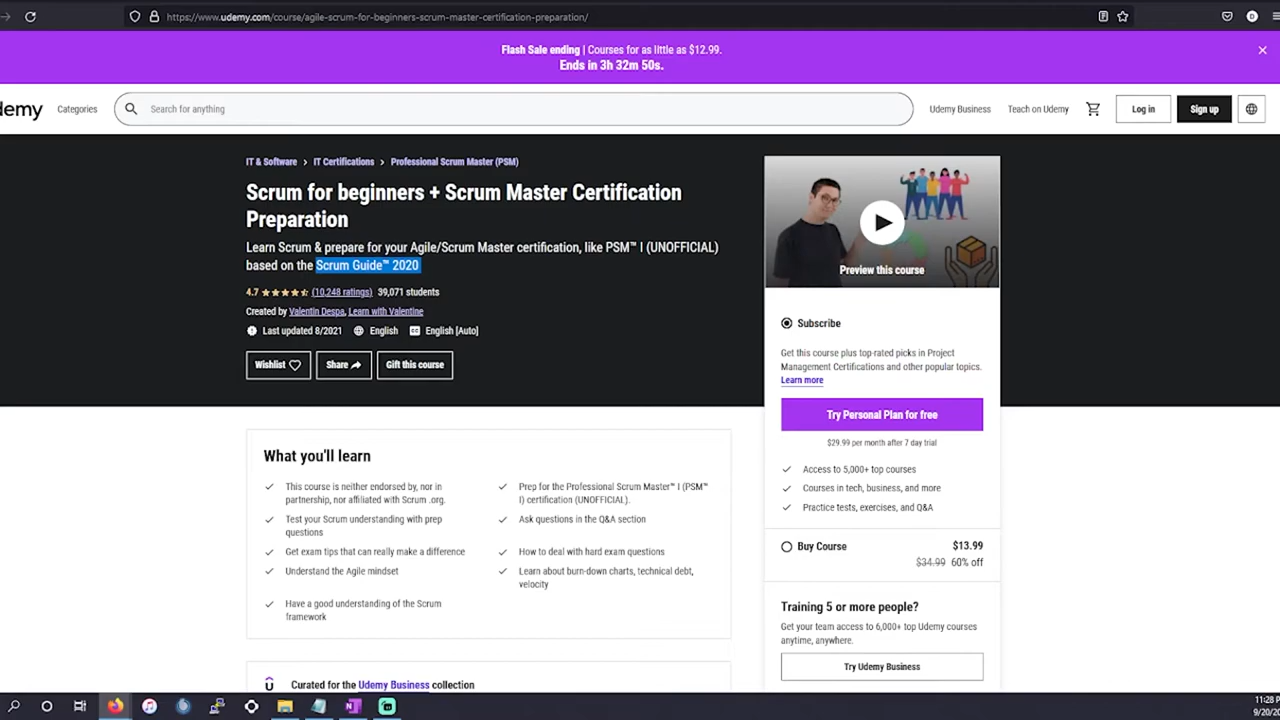 https://www.udemy.com/course/agile-scrum-for-beginners-scrum-master-certification-preparation/
Flash Sale ending | Courses for as little as $12.99.
Ends in 3h 32m 50s.
demy
Categories
Search for anything
Udemy Business
Teach on Udemy
Log in
Sign up
IT & Software > IT Certifications > Professional Scrum Master (PSM)
Scrum for beginners + Scrum Master Certification
Preparation
Learn Scrum & prepare for your Agile/Scrum Master certification, like PSM™ I (UNOFFICIAL)
based on the Scrum Guide™ 2020
4.7 (10,248 ratings) 39,071 students
Created by Valentin Despa, Learn with Valentine
Last updated 8/2021 English English [Auto]
Wishlist
Share
Gift this course
Preview this course
Subscribe
Get this course plus top-rated picks in Project
Management Certifications and other popular topics.
Learn more
Try Personal Plan for free
$29.99 per month after 7 day trial
Access to 5,000+ top courses
Courses in tech, business, and more
Practice tests, exercises, and Q&A
Buy Course $13.99
$34.99 60% off
Training 5 or more people?
Get your team access to 6,000+ top Udemy courses
anytime, anywhere.
Try Udemy Business
What you'll learn
This course is neither endorsed by, nor in
partnership, nor affiliated with Scrum .org.
Test your Scrum understanding with prep
questions
Get exam tips that can really make a difference
Understand the Agile mindset
Have a good understanding of the Scrum
framework
Prep for the Professional Scrum Master™ I (PSM™
I) certification (UNOFFICIAL).
Ask questions in the Q&A section
How to deal with hard exam questions
Learn about burn-down charts, technical debt,
velocity
Curated for the Udemy Business collection
11:28 P
9/20/20